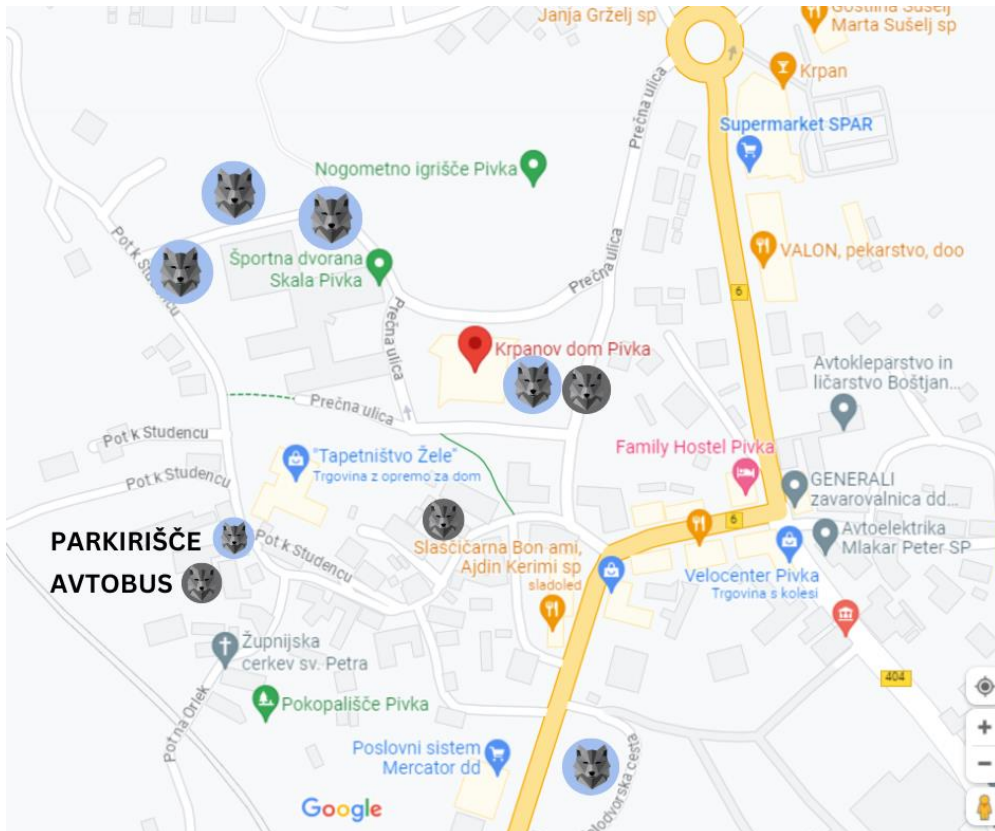 Janja Grželj sp
Gostilna Sušelj
Marta Sušelj sp
Krpan
Prečna ulica
Supermarket SPAR
Nogometno igrišče Pivka
Pot k Studencu
VALON, pekarstvo, doo
Športna dvorana
Skala Pivka
Prečna ulica
6
Prečna ulica
Krpanov dom Pivka
Avtokleparstvo in
ličarstvo Boštjan...
Prečna ulica
Pot k Studencu
Family Hostel Pivka
"Tapetništvo Žele"
Trgovina z opremo za dom
Pot k Studencu
GENERALI
zavarovalnica dd...
6
PARKIRIŠČE
Pot k Studencu
Slaščičarna Bon ami,
Ajdin Kerimi sp
sladoled
Avtoelektrika
Mlakar Peter SP
AVTOBUS
Velocenter Pivka
Trgovina s kolesi
Župnijska
cerkev sv. Petra
404
Pot na Orlek
Pokopališče Pivka
Poslovni sistem
Mercator dd
Google